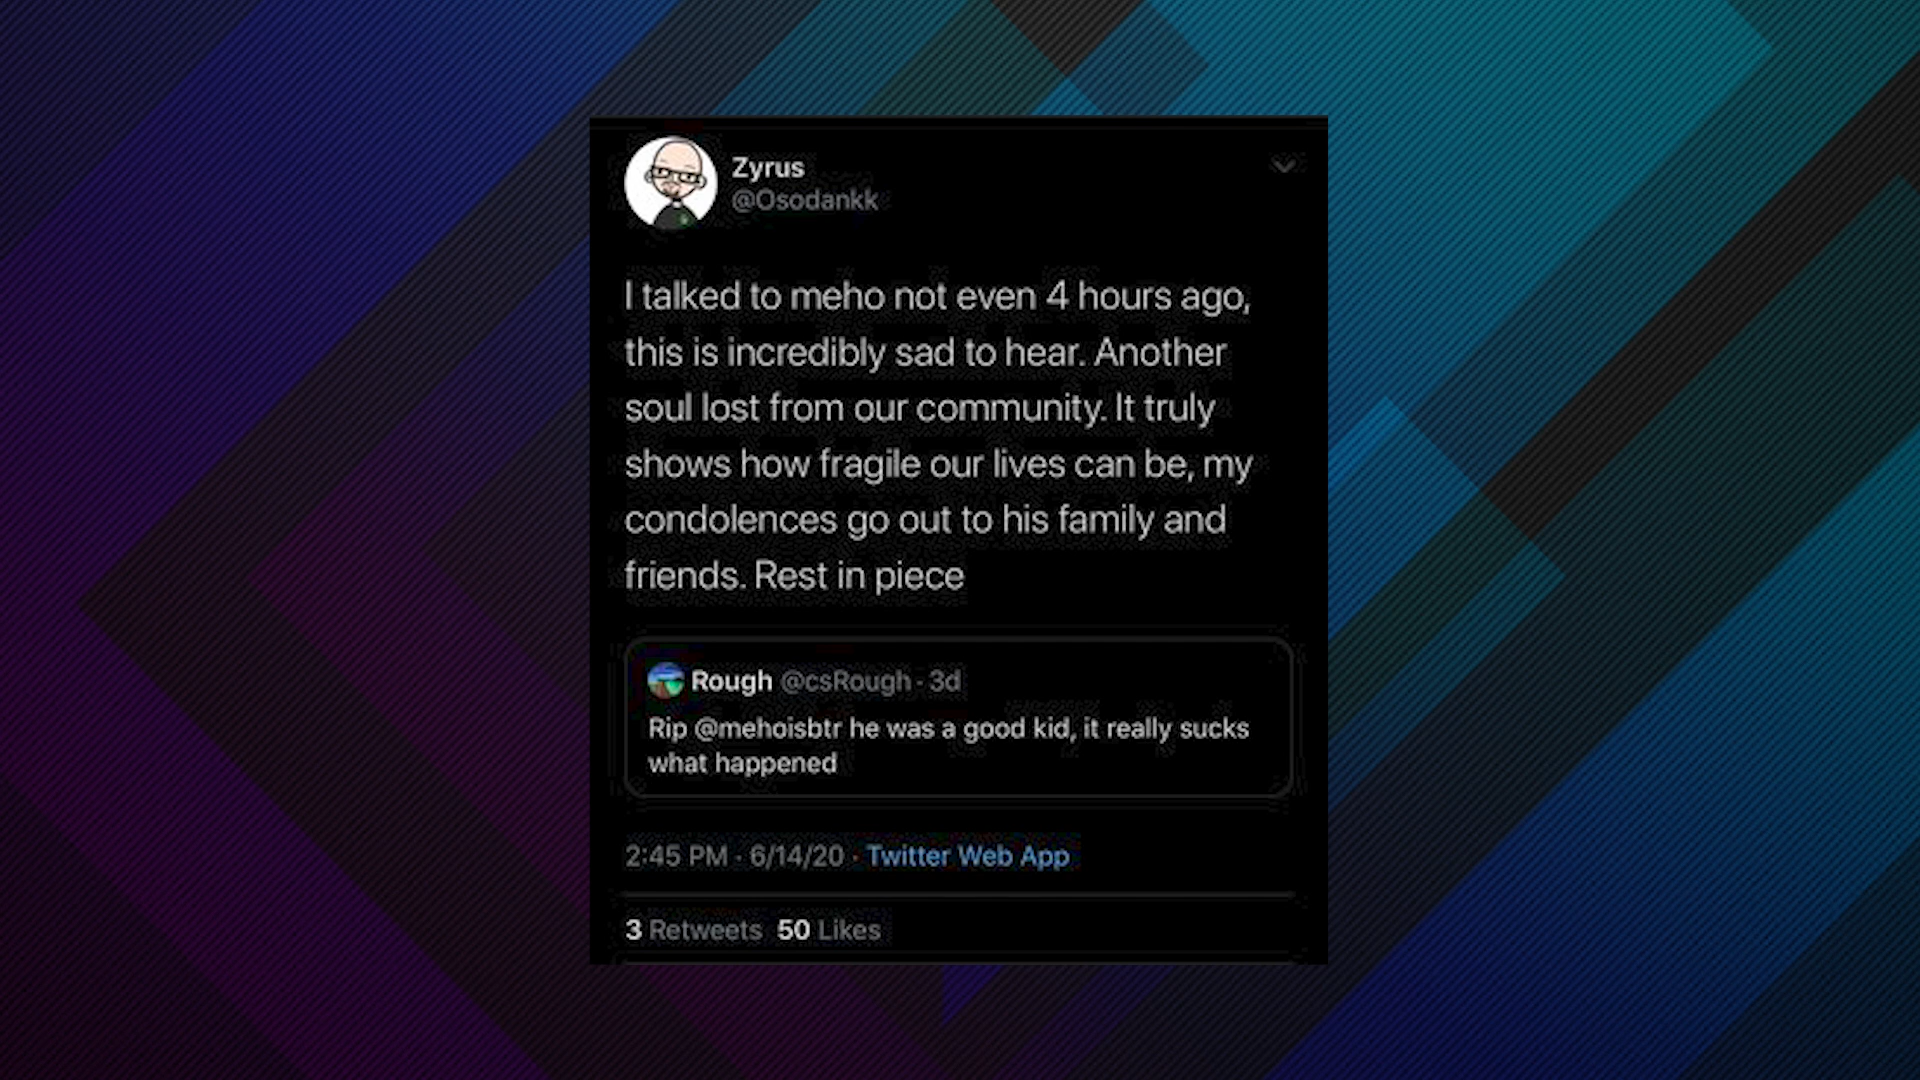 Zyrus
@Osodankk
I talked to meho not even 4 hours ago,
this is incredibly sad to hear. Another
soul lost from our community. It truly
shows how fragile our lives can be, my
condolences go out to his family and
friends. Rest in piece
Rough @csRough · 3d
Rip @mehoisbtr he was a good kid, it really sucks
what happened
2:45 PM · 6/14/20 · Twitter Web App
3 Retweets 50 Likes